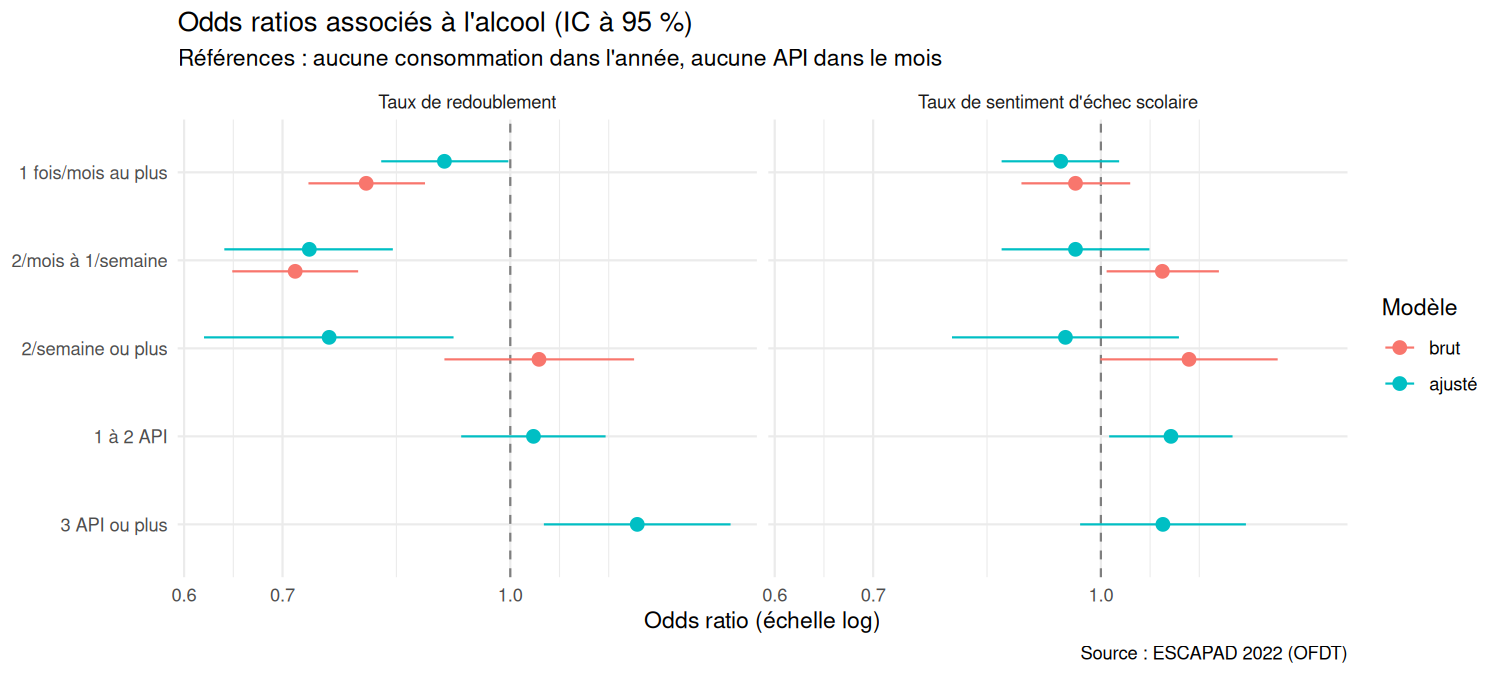 Odds ratios associés à l'alcool (IC à 95 %)
Références : aucune consommation dans l'année, aucune API dans le mois
Taux de redoublement
Taux de sentiment d'échec scolaire
1 fois/mois au plus
2/mois à 1/semaine
2/semaine ou plus
1 à 2 API
3 API ou plus
0.6 0.7 1.0
0.6 0.7 1.0
Odds ratio (échelle log)
Modèle
brut
ajusté
Source : ESCAPAD 2022 (OFDT)